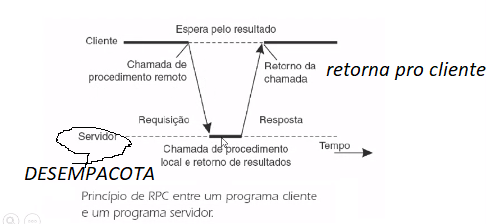 Espera pelo resultado
Cliente
Chamada de
procedimento remoto
Retorno da
chamada
retorna pro cliente
Requisição
Resposta
Servidor
Chamada de procedimento
local e retorno de resultados
Tempo
DESEMPACOTA
Princípio de RPC entre um programa cliente
e um programa servidor.